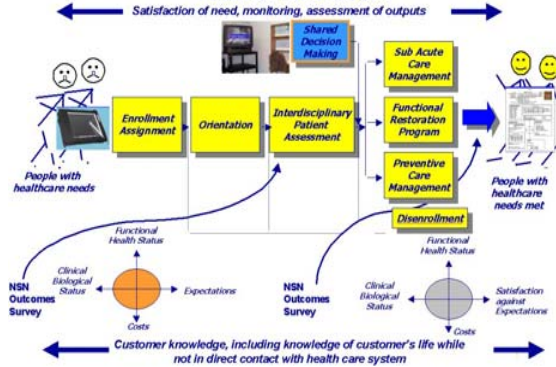 Satisfaction of need, monitoring, assessment of outputs
Shared
Decision
Making
Sub Acute
Care
Management
Enrollment
Assignment
Orientation
Interdisciplinary
Patient
Assessment
Functional
Restoration
Program
Preventive
Care
Management
Disenrollment
People with
healthcare needs
People with
healthcare
needs met
Functional
Health Status
Clinical
Biological
Status
Expectations
Costs
NSN
Outcomes
Survey
Functional
Health Status
Clinical
Biological
Status
Satisfaction
against
Expectations
Costs
NSN
Outcomes
Survey
Customer knowledge, including knowledge of customer's life while
not in direct contact with health care system